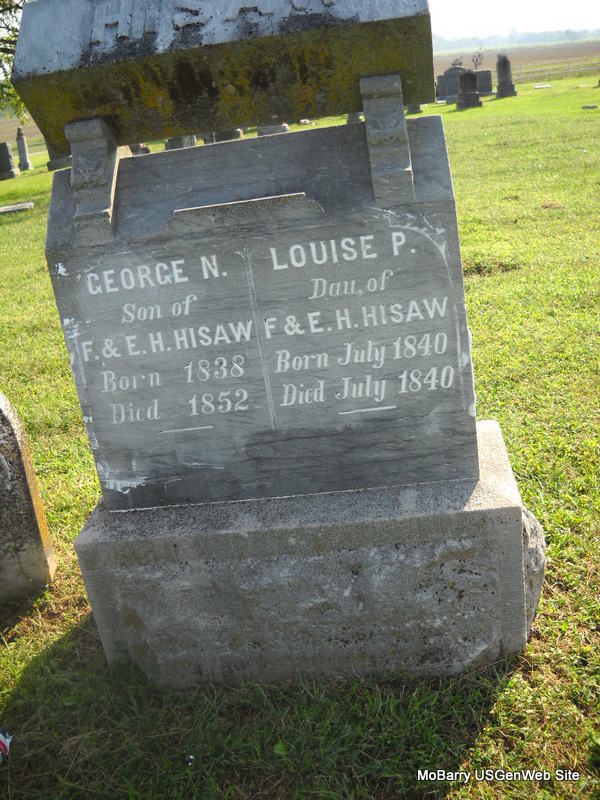 HISAW
GEORGE N.
Son of
F. & E. H. HISAW
Born 1838
Died 1852
LOUISE P.
Dau. of
F & E. H. HISAW
Born July 1840
Died July 1840
MoBarry USGenWeb Site